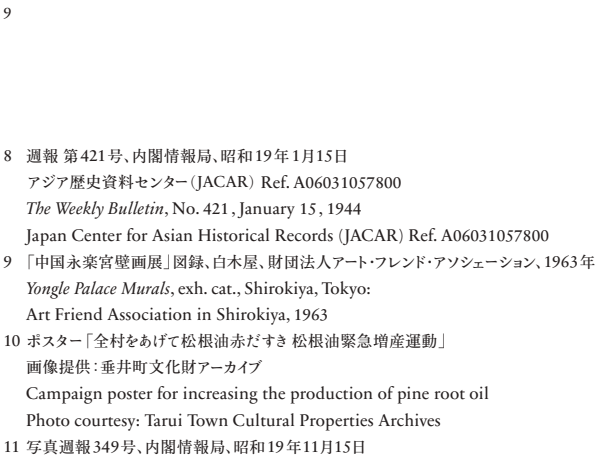 9
8 週報 第421号、内閣情報局、昭和19年1月15日
アジア歴史資料センター(JACAR) Ref. A06031057800
The Weekly Bulletin, No. 421, January 15, 1944
Japan Center for Asian Historical Records (JACAR) Ref. A06031057800
9 「中国永楽宮壁画展」図録、白木屋、財団法人アート・フレンド・アソシェーション、1963年
Yongle Palace Murals, exh. cat., Shirokiya, Tokyo:
Art Friend Association in Shirokiya, 1963
10 ポスター「全村をあげて松根油赤だすき 松根油緊急増産運動」
画像提供:垂井町文化財アーカイブ
Campaign poster for increasing the production of pine root oil
Photo courtesy: Tarui Town Cultural Properties Archives
11 写真週報349号、内閣情報局、昭和19年11月15日